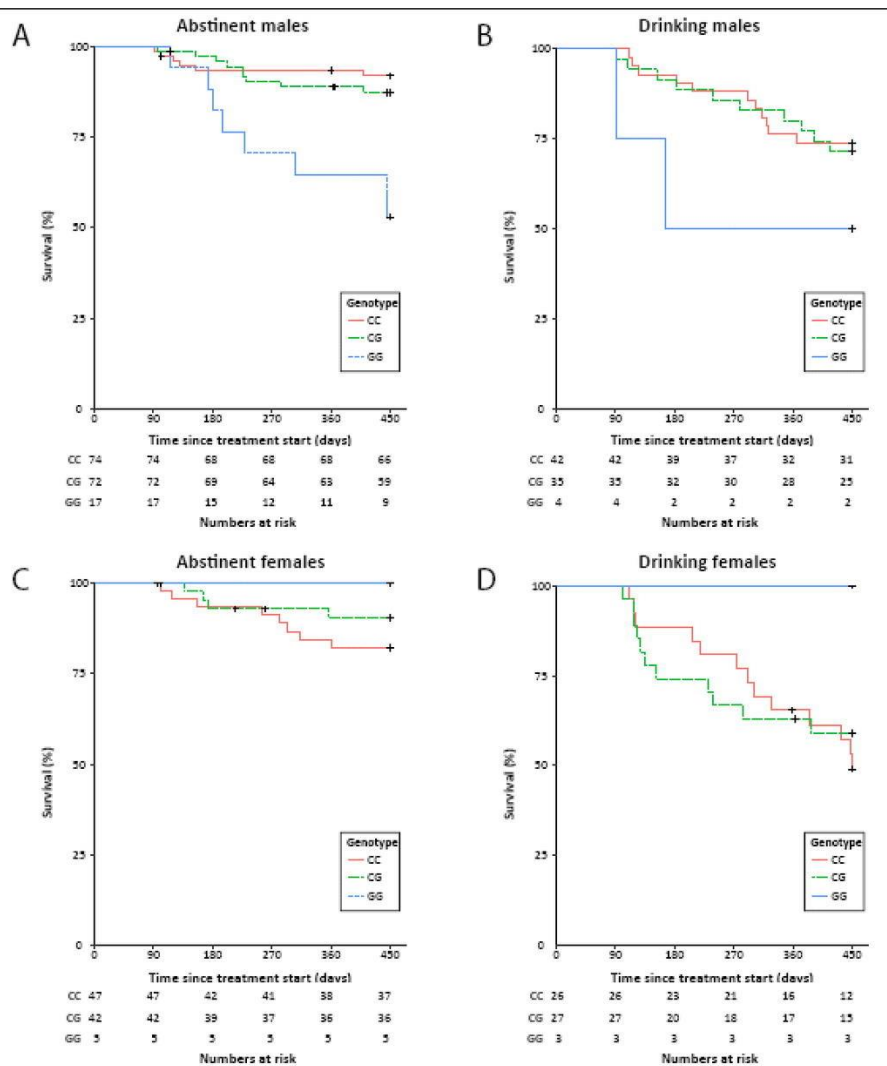 A
Abstinent males
100
75
50
25
0
Survival (%)
Genotype
CC
CG
GG
0 90 180 270 360 450
Time since treatment start (days)
CC 74 74 68 68 68 66
CG 72 72 69 64 63 59
GG 17 17 15 12 11 9
Numbers at risk
B
Drinking males
100
75
50
25
0
Survival (%)
Genotype
CC
CG
GG
0 90 180 270 360 450
Time since treatment start (days)
CC 42 42 39 37 32 31
CG 35 35 32 30 28 25
GG 4 4 2 2 2 2
Numbers at risk
C
Abstinent females
100
75
50
25
0
Survival (%)
Genotype
CC
CG
GG
0 90 180 270 360 450
Time since treatment start (days)
CC 47 47 42 41 38 37
CG 42 42 39 37 36 36
GG 5 5 5 5 5 5
Numbers at risk
D
Drinking females
100
75
50
25
0
Survival (%)
Genotype
CC
CG
GG
0 90 180 270 360 450
Time since treatment start (days)
CC 26 26 23 21 16 12
CG 27 27 20 18 17 15
GG 3 3 3 3 3 3
Numbers at risk